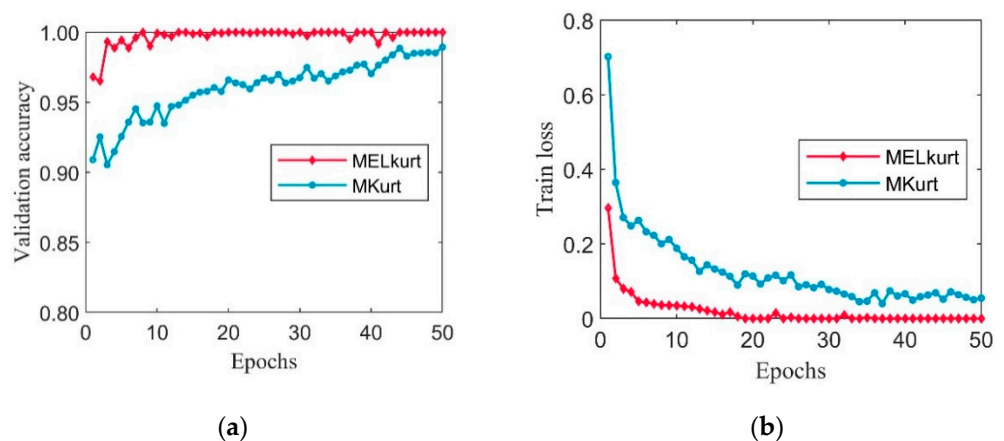 1.00
0.95
0.90
0.85
0.80
Validation accuracy
0 10 20 30 40 50
Epochs
MELkurt
MKurt
(a)
0.8
0.6
0.4
0.2
0
Train loss
0 10 20 30 40 50
Epochs
MELkurt
MKurt
(b)